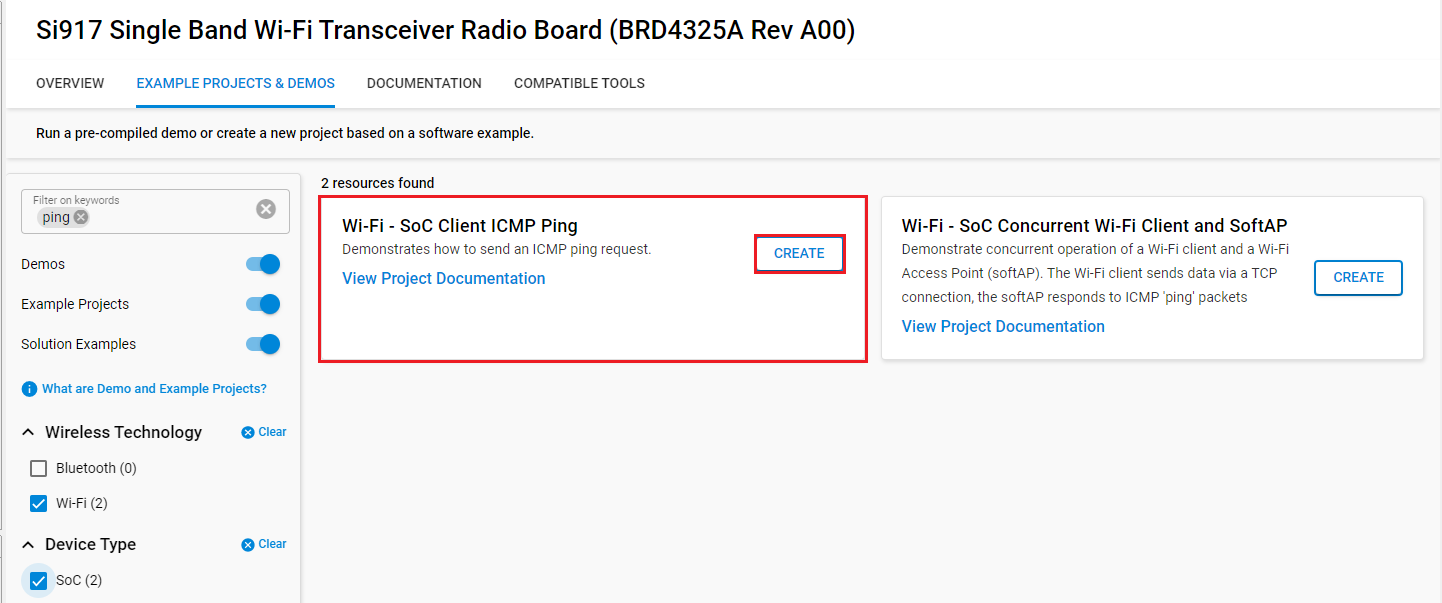 Si917 Single Band Wi-Fi Transceiver Radio Board (BRD4325A Rev A00)
OVERVIEW EXAMPLE PROJECTS & DEMOS DOCUMENTATION COMPATIBLE TOOLS
Run a pre-compiled demo or create a new project based on a software example.
Filter on keywords
ping
Demos
Example Projects
Solution Examples
What are Demo and Example Projects?
Wireless Technology Clear
Bluetooth (0)
Wi-Fi (2)
Device Type Clear
SoC (2)
2 resources found
Wi-Fi - SoC Client ICMP Ping
Demonstrates how to send an ICMP ping request.
View Project Documentation
CREATE
Wi-Fi - SoC Concurrent Wi-Fi Client and SoftAP
Demonstrate concurrent operation of a Wi-Fi client and a Wi-Fi
Access Point (softAP). The Wi-Fi client sends data via a TCP
connection, the softAP responds to ICMP 'ping' packets
View Project Documentation
CREATE